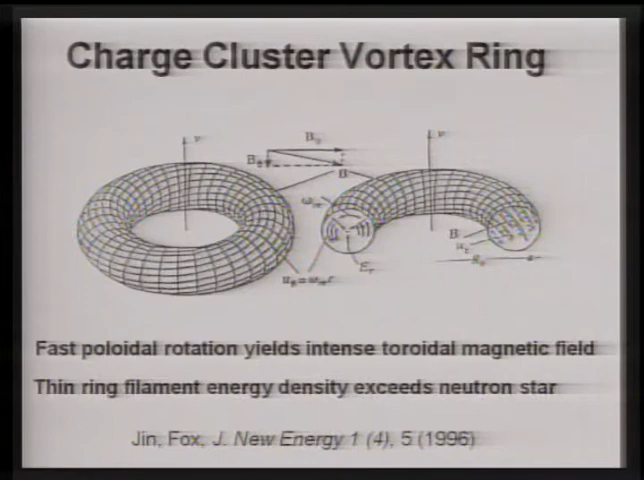 Charge Cluster Vortex Ring
Fast poloidal rotation yields intense toroidal magnetic field
Thin ring filament energy density exceeds neutron star
Jin, Fox, J. New Energy 1 (4), 5 (1996)